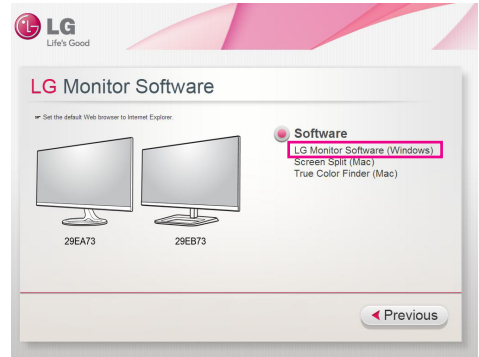 LG
Life's Good
LG Monitor Software
☞ Set the default Web browser to Internet Explorer.
Software
LG Monitor Software (Windows)
Screen Split (Mac)
True Color Finder (Mac)
29EA73
29EB73
Previous